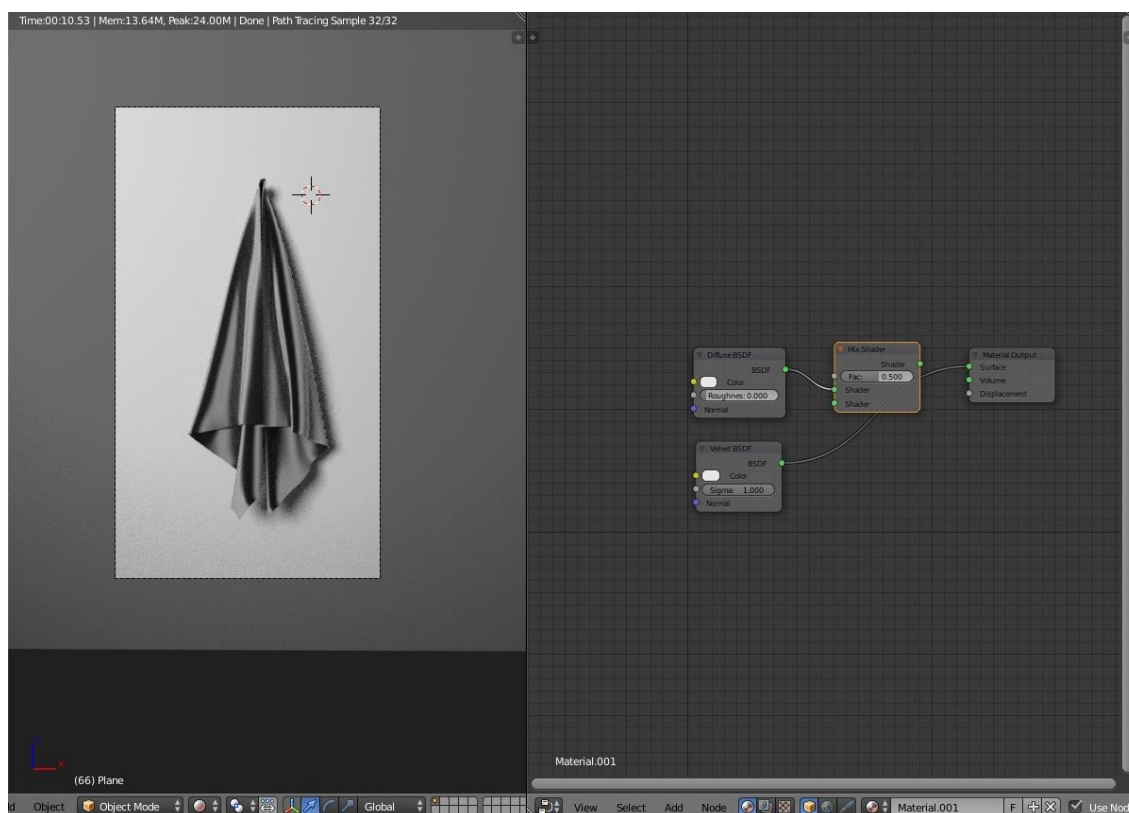 Time:00:10.53 | Mem:13.64M, Peak:24.00M | Done | Path Tracing Sample 32/32
(66) Plane
Object
Object Mode
Global
Diffuse BSDF
BSDF
Color
Roughnes: 0.000
Normal
Velvet BSDF
BSDF
Color
Sigma: 1.000
Normal
Mix Shader
Shader
Fac: 0.500
Shader
Shader
Material Output
Surface
Volume
Displacement
Material.001
View
Select
Add
Node
Material.001
F
Use Nod